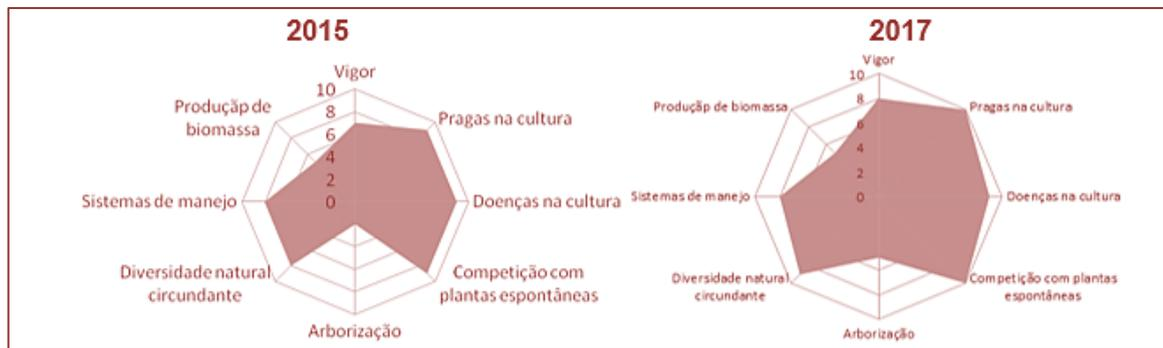 2015
Vigor
10
8
6
4
2
0
Pragas na cultura
Doenças na cultura
Competição com
plantas espontâneas
Arborização
Diversidade natural
circundante
Sistemas de manejo
Produçãp de
biomassa
2017
Vigor
10
8
6
4
2
0
Pragas na cultura
Doenças na cultura
Competição com plantas
espontâneas
Arborização
Diversidade natural
circundante
Sistemas de manejo
Produçãp de biomassa